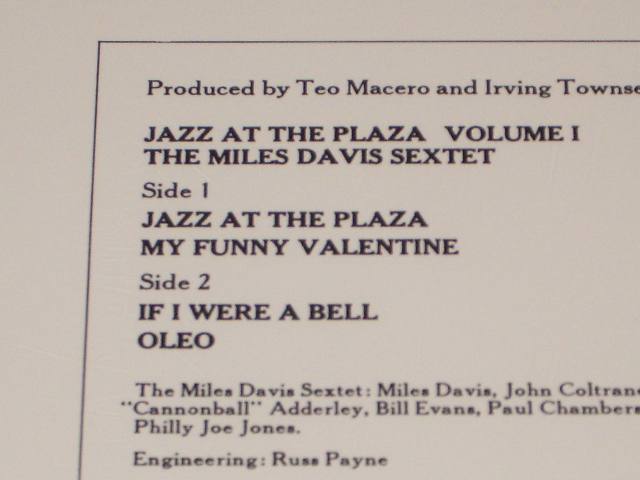 Produced by Teo Macero and Irving Townse
JAZZ AT THE PLAZA VOLUME I
THE MILES DAVIS SEXTET
Side 1
JAZZ AT THE PLAZA
MY FUNNY VALENTINE
Side 2
IF I WERE A BELL
OLEO
The Miles Davis Sextet: Miles Davis, John Coltran
"Cannonball" Adderley, Bill Evans, Paul Chambers
Philly Joe Jones.
Engineering: Russ Payne